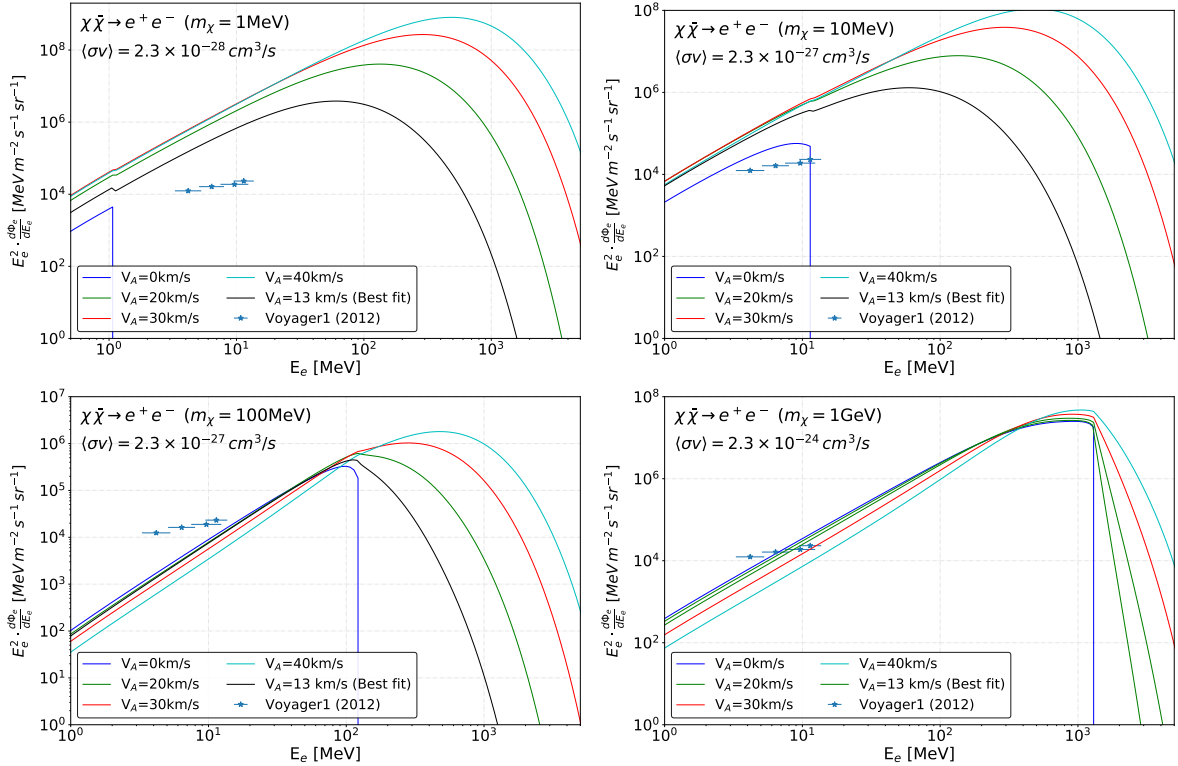 χχ̄→e⁺e⁻ (m_χ = 1MeV)
⟨σv⟩ = 2.3 × 10⁻²⁸ cm³/s
10⁸
10⁶
10⁴
10²
10⁰
E_e² · dΦ_e/dE_e [MeV m⁻² s⁻¹ sr⁻¹]
V_A=0km/s
V_A=20km/s
V_A=30km/s
V_A=40km/s
V_A=13 km/s (Best fit)
Voyager1 (2012)
10⁰ 10¹ 10² 10³
E_e [MeV]
χχ̄→e⁺e⁻ (m_χ = 10MeV)
⟨σv⟩ = 2.3 × 10⁻²⁷ cm³/s
10⁸
10⁶
10⁴
10²
10⁰
E_e² · dΦ_e/dE_e [MeV m⁻² s⁻¹ sr⁻¹]
V_A=0km/s
V_A=20km/s
V_A=30km/s
V_A=40km/s
V_A=13 km/s (Best fit)
Voyager1 (2012)
10⁰ 10¹ 10² 10³
E_e [MeV]
χχ̄→e⁺e⁻ (m_χ = 100MeV)
⟨σv⟩ = 2.3 × 10⁻²⁷ cm³/s
10⁷
10⁶
10⁵
10⁴
10³
10²
10¹
10⁰
E_e² · dΦ_e/dE_e [MeV m⁻² s⁻¹ sr⁻¹]
V_A=0km/s
V_A=20km/s
V_A=30km/s
V_A=40km/s
V_A=13 km/s (Best fit)
Voyager1 (2012)
10⁰ 10¹ 10² 10³
E_e [MeV]
χχ̄→e⁺e⁻ (m_χ = 1GeV)
⟨σv⟩ = 2.3 × 10⁻²⁴ cm³/s
10⁸
10⁶
10⁴
10²
10⁰
E_e² · dΦ_e/dE_e [MeV m⁻² s⁻¹ sr⁻¹]
V_A=0km/s
V_A=20km/s
V_A=30km/s
V_A=40km/s
V_A=13 km/s (Best fit)
Voyager1 (2012)
10⁰ 10¹ 10² 10³
E_e [MeV]